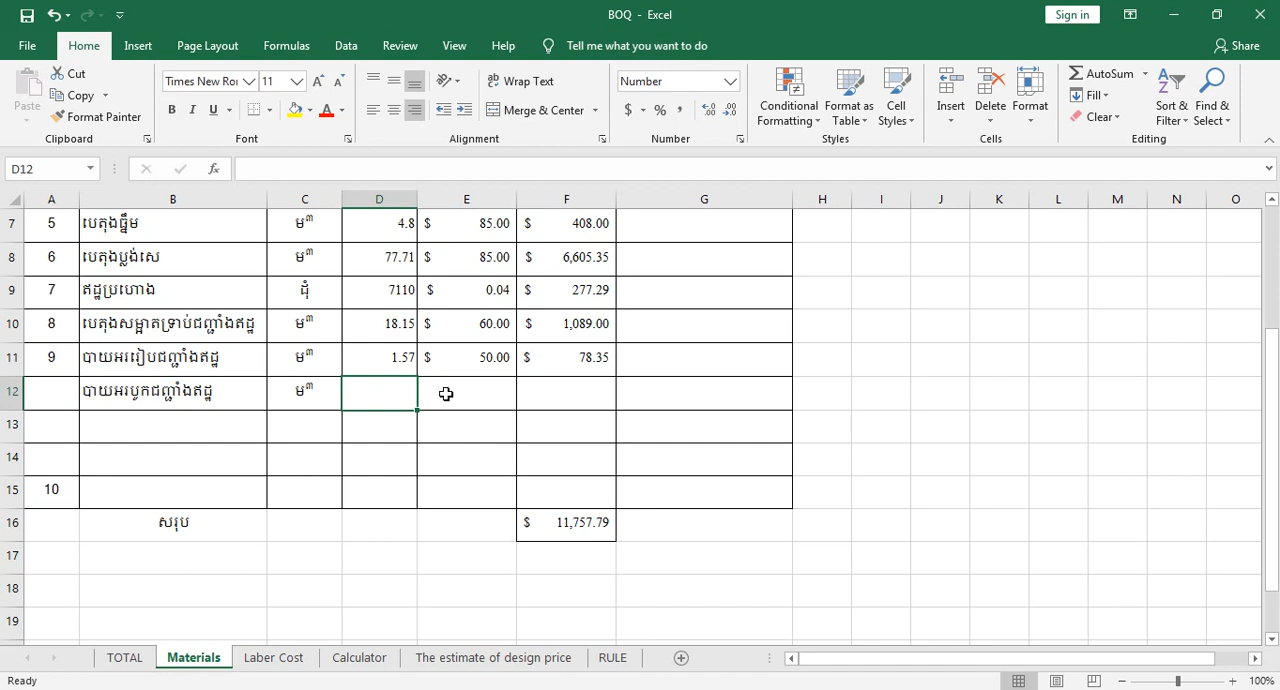 BOQ - Excel
Sign in
File Home Insert Page Layout Formulas Data Review View Help Tell me what you want to do Share
Paste Cut Copy Format Painter Clipboard
Times New Ror 11 B I U Font
Wrap Text Merge & Center Alignment
Number $ % , Number
Conditional Formatting Format as Table Cell Styles Styles
Insert Delete Format Cells
AutoSum Fill Clear Sort & Filter Find & Select Editing
D12 fx
A B C D E F G H I J K L M N O
7 5 បេតុងធ្នឹម ម៣ 4.8 $ 85.00 $ 408.00
8 6 បេតុងប្លង់សេ ម៣ 77.71 $ 85.00 $ 6,605.35
9 7 ឥដ្ឋប្រហោង ដុំ 7110 $ 0.04 $ 277.29
10 8 បេតុងសម្អាតទ្រាប់ជញ្ជាំងឥដ្ឋ ម៣ 18.15 $ 60.00 $ 1,089.00
11 9 បាយអររៀបជញ្ជាំងឥដ្ឋ ម៣ 1.57 $ 50.00 $ 78.35
12 បាយអរបូកជញ្ជាំងឥដ្ឋ ម៣
13
14
15 10
16 សរុប $ 11,757.79
17
18
19
TOTAL Materials Laber Cost Calculator The estimate of design price RULE
Ready 100%